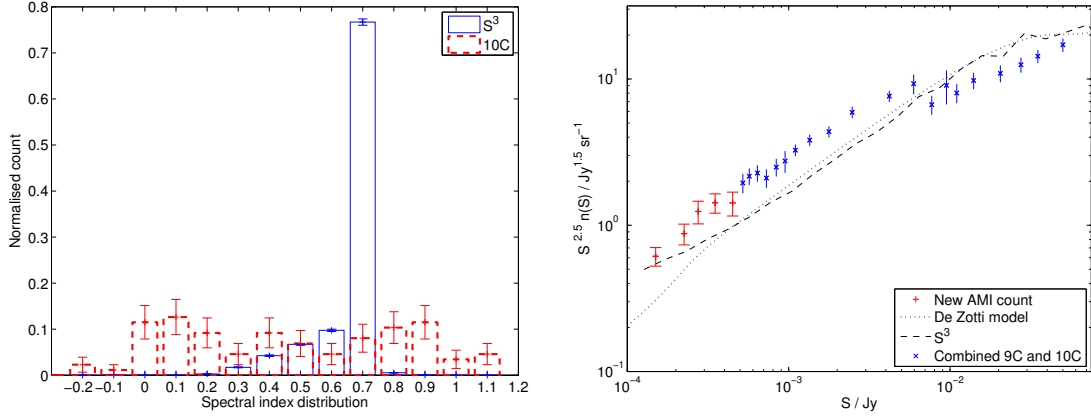 0.8
0.7
0.6
0.5
0.4
0.3
0.2
0.1
0
Normalised count
−0.2 −0.1 0 0.1 0.2 0.3 0.4 0.5 0.6 0.7 0.8 0.9 1 1.1 1.2
Spectral index distribution
S³
10C
10¹
10⁰
10⁻¹
S²·⁵ n(S) / Jy¹·⁵ sr⁻¹
10⁻⁴ 10⁻³ 10⁻²
S / Jy
New AMI count
De Zotti model
S³
Combined 9C and 10C